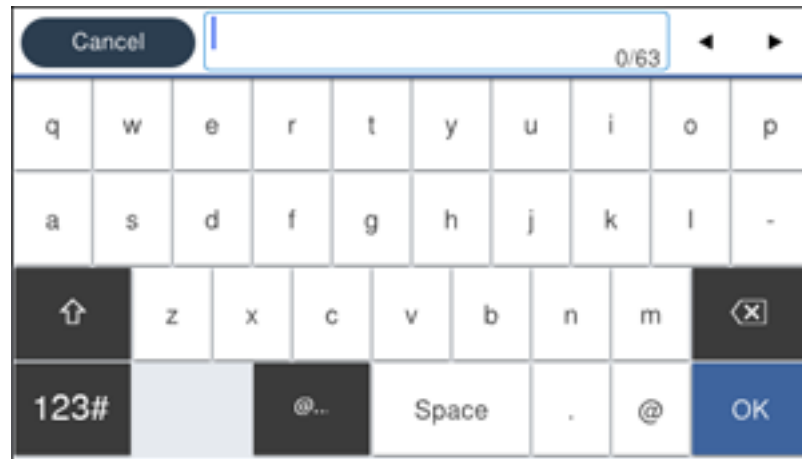 Cancel 0/63
q w e r t y u i o p
a s d f g h j k l -
z x c v b n m
123# @... Space . @ OK